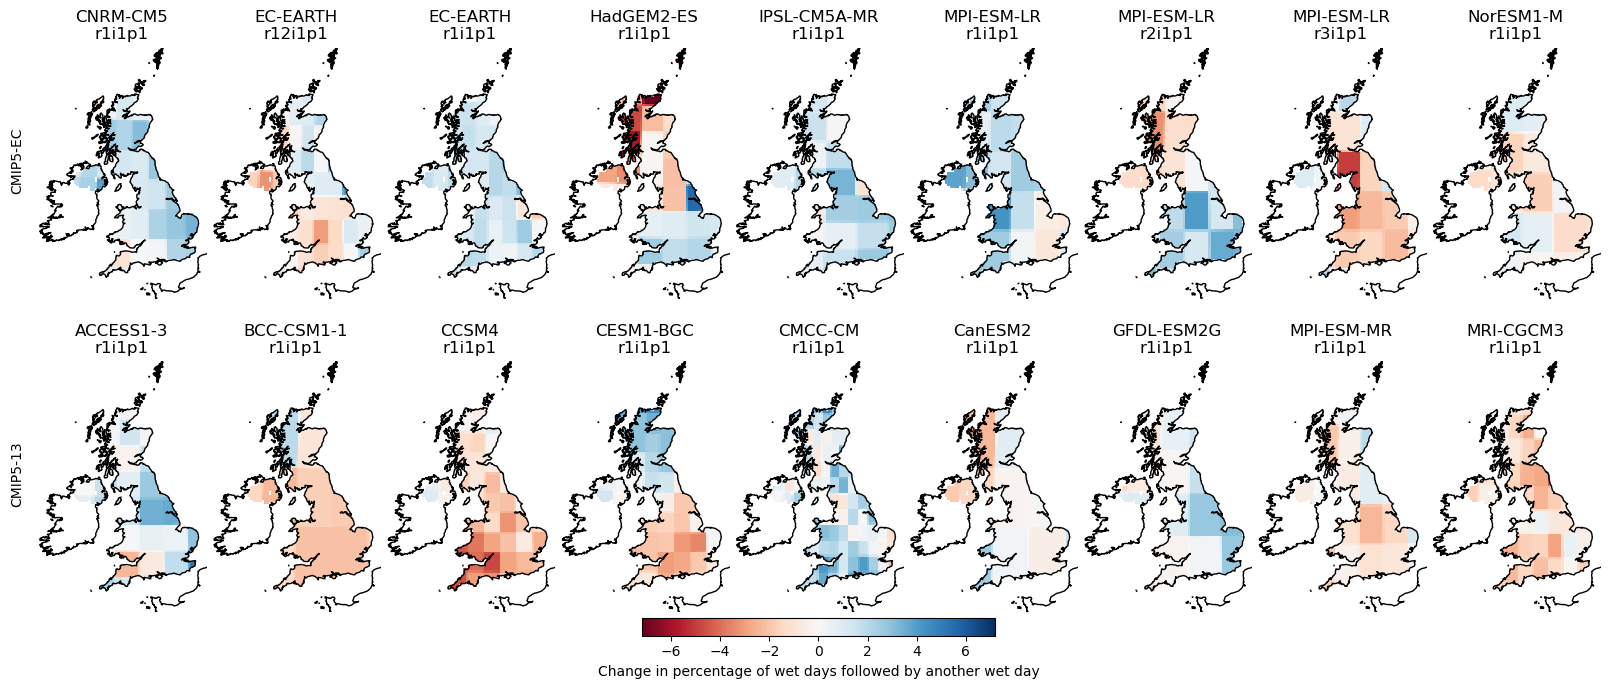 CNRM-CM5 EC-EARTH EC-EARTH HadGEM2-ES IPSL-CM5A-MR MPI-ESM-LR MPI-ESM-LR MPI-ESM-LR NorESM1-M
r1i1p1 r12i1p1 r1i1p1 r1i1p1 r1i1p1 r1i1p1 r2i1p1 r3i1p1 r1i1p1
CMIP5-EC
ACCESS1-3 BCC-CSM1-1 CCSM4 CESM1-BGC CMCC-CM CanESM2 GFDL-ESM2G MPI-ESM-MR MRI-CGCM3
r1i1p1 r1i1p1 r1i1p1 r1i1p1 r1i1p1 r1i1p1 r1i1p1 r1i1p1 r1i1p1
CMIP5-13
−6 −4 −2 0 2 4 6
Change in percentage of wet days followed by another wet day